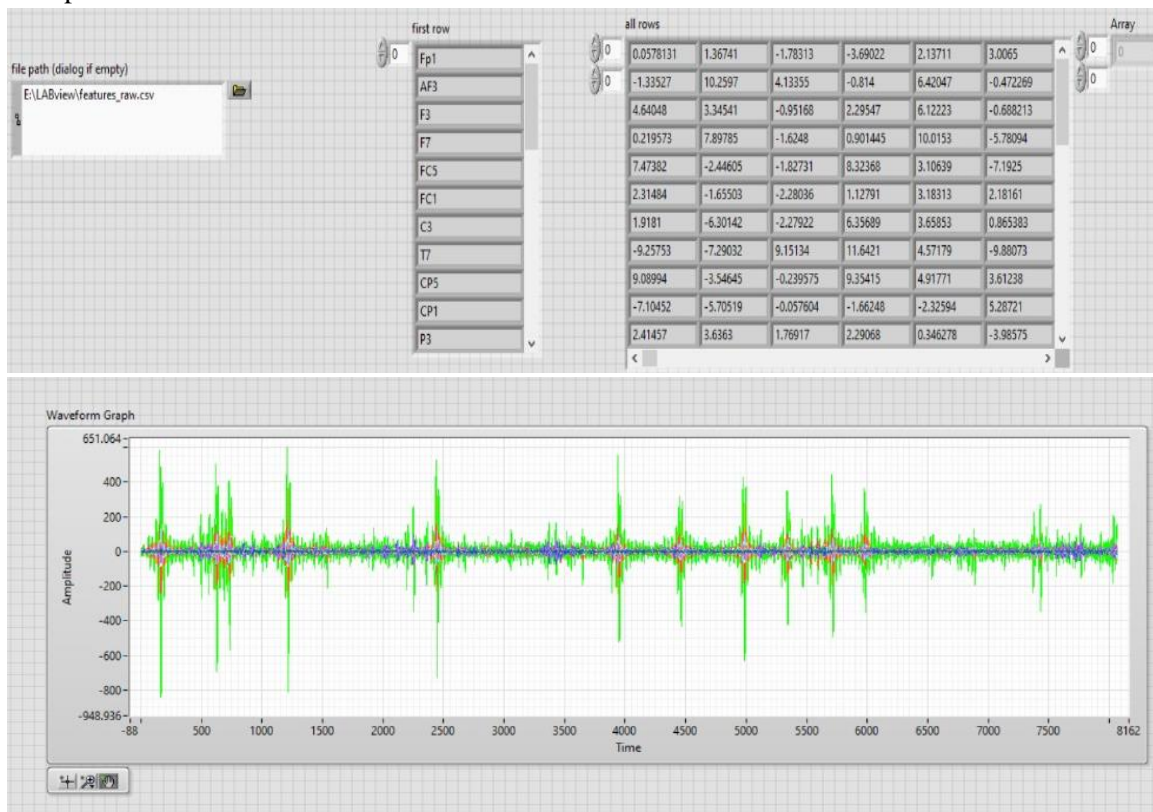 first row
all rows
Array
file path (dialog if empty)
E:\LABview\features_raw.csv
0
Fp1
AF3
F3
F7
FC5
FC1
C3
T7
CP5
CP1
P3
0
0
0.0578131 1.36741 -1.78313 -3.69022 2.13711 3.0065
-1.33527 10.2597 4.13355 -0.814 6.42047 -0.472269
4.64048 3.34541 -0.95168 2.29547 6.12223 -0.688213
0.219573 7.89785 -1.6248 0.901445 10.0153 -5.78094
7.47382 -2.44605 -1.82731 8.32368 3.10639 -7.1925
2.31484 -1.65503 -2.28036 1.12791 3.18313 2.18161
1.9181 -6.30142 -2.27922 6.35689 3.65853 0.865383
-9.25753 -7.29032 9.15134 11.6421 4.57179 -9.88073
9.08994 -3.54645 -0.239575 9.35415 4.91771 3.61238
-7.10452 -5.70519 -0.057604 -1.66248 -2.32594 5.28721
2.41457 3.6363 1.76917 2.29068 0.346278 -3.98575
0 0
0
Waveform Graph
Amplitude
651.064
400
200
0
-200
-400
-600
-800
-948.936
-88 500 1000 1500 2000 2500 3000 3500 4000 4500 5000 5500 6000 6500 7000 7500 8162
Time